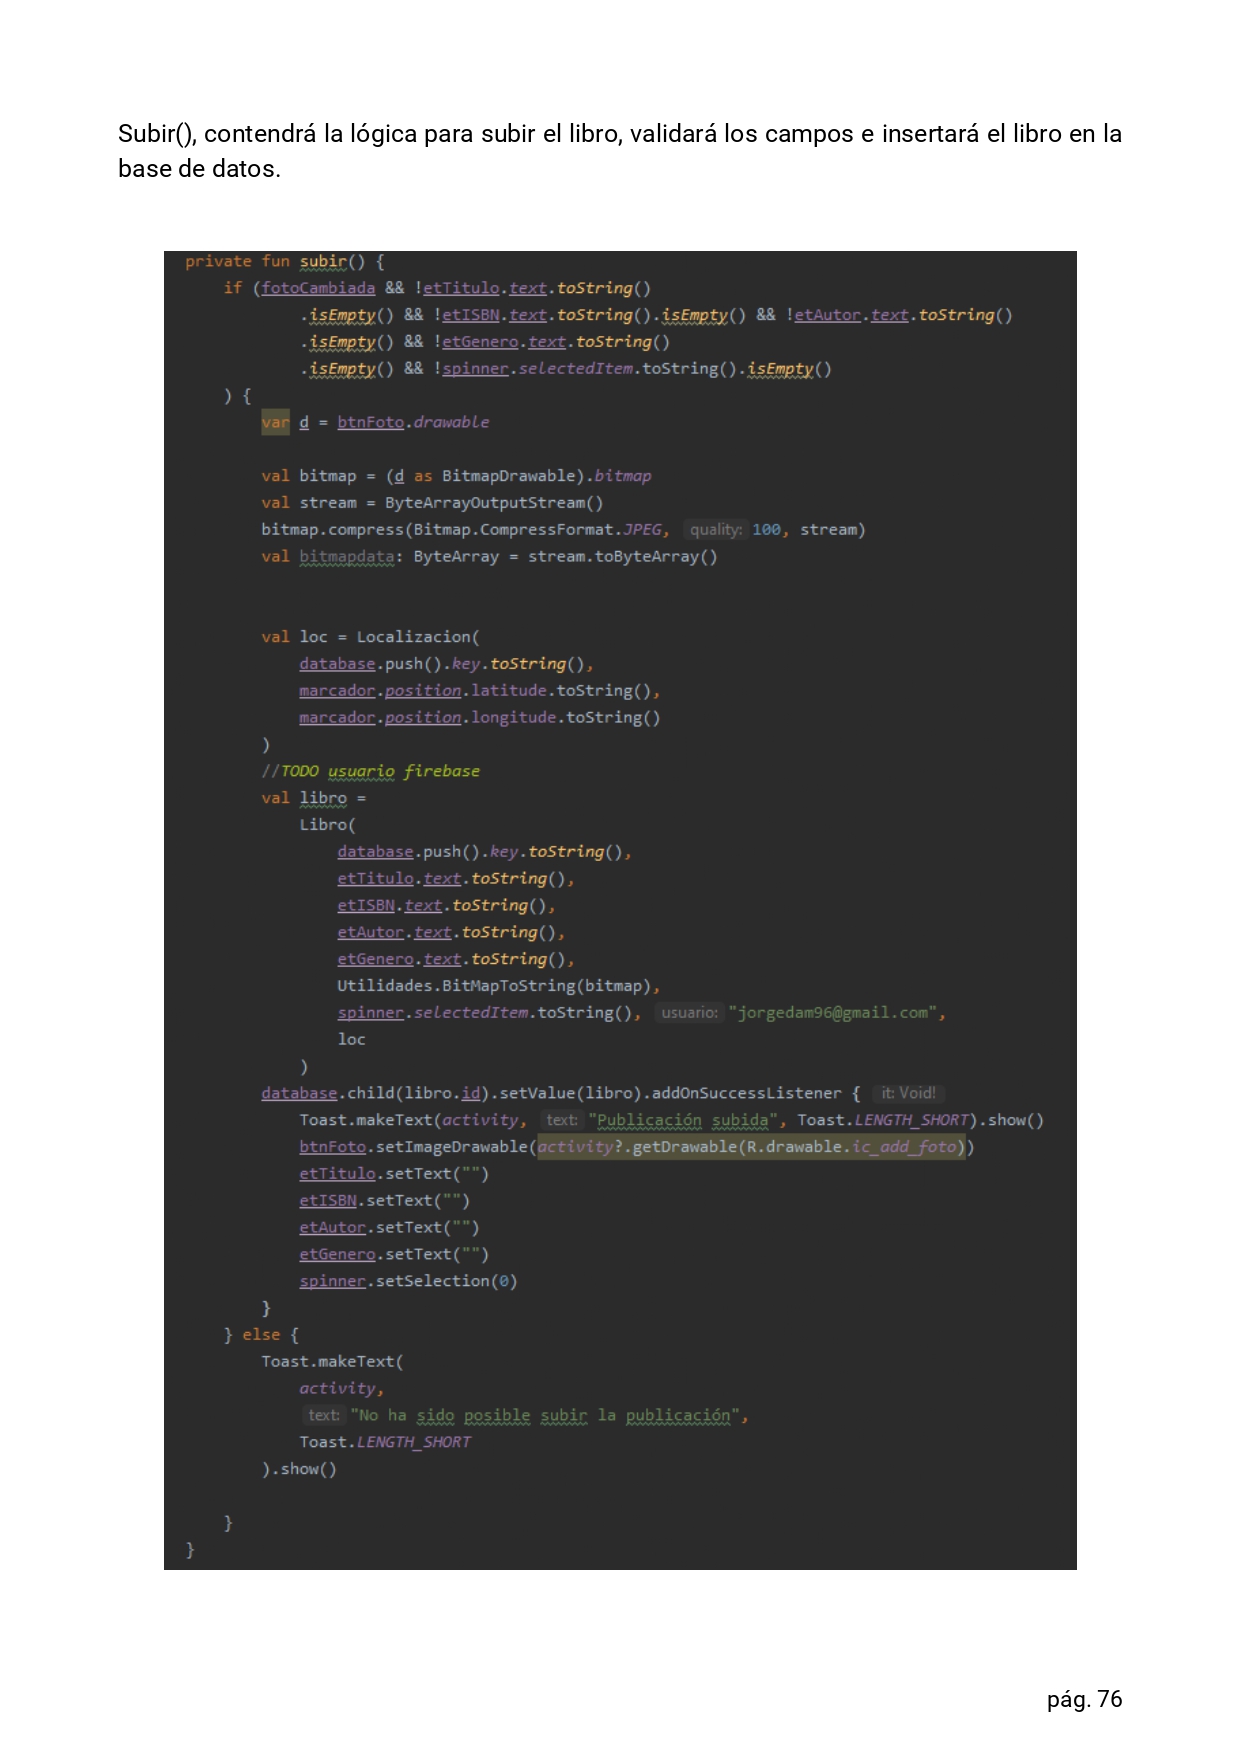 Subir(), contendrá la lógica para subir el libro, validará los campos e insertará el libro en la
base de datos.
private fun subir() {
if (fotoCambiada && !etTitulo.text.toString()
.isEmpty() && !etISBN.text.toString().isEmpty() && !etAutor.text.toString()
.isEmpty() && !etGenero.text.toString()
.isEmpty() && !spinner.selectedItem.toString().isEmpty()
) {
var d = btnFoto.drawable
val bitmap = (d as BitmapDrawable).bitmap
val stream = ByteArrayOutputStream()
bitmap.compress(Bitmap.CompressFormat.JPEG, quality: 100, stream)
val bitmapdata: ByteArray = stream.toByteArray()
val loc = Localizacion(
database.push().key.toString(),
marcador.position.latitude.toString(),
marcador.position.longitude.toString()
)
//TODO usuario firebase
val libro =
Libro(
database.push().key.toString(),
etTitulo.text.toString(),
etISBN.text.toString(),
etAutor.text.toString(),
etGenero.text.toString(),
Utilidades.BitMapToString(bitmap),
spinner.selectedItem.toString(), usuario: "jorgedam96@gmail.com",
loc
)
database.child(libro.id).setValue(libro).addOnSuccessListener { it: Void!
Toast.makeText(activity, text: "Publicación subida", Toast.LENGTH_SHORT).show()
btnFoto.setImageDrawable(activity?.getDrawable(R.drawable.ic_add_foto))
etTitulo.setText("")
etISBN.setText("")
etAutor.setText("")
etGenero.setText("")
spinner.setSelection(0)
}
} else {
Toast.makeText(
activity,
text: "No ha sido posible subir la publicación",
Toast.LENGTH_SHORT
).show()
}
}
pág. 76